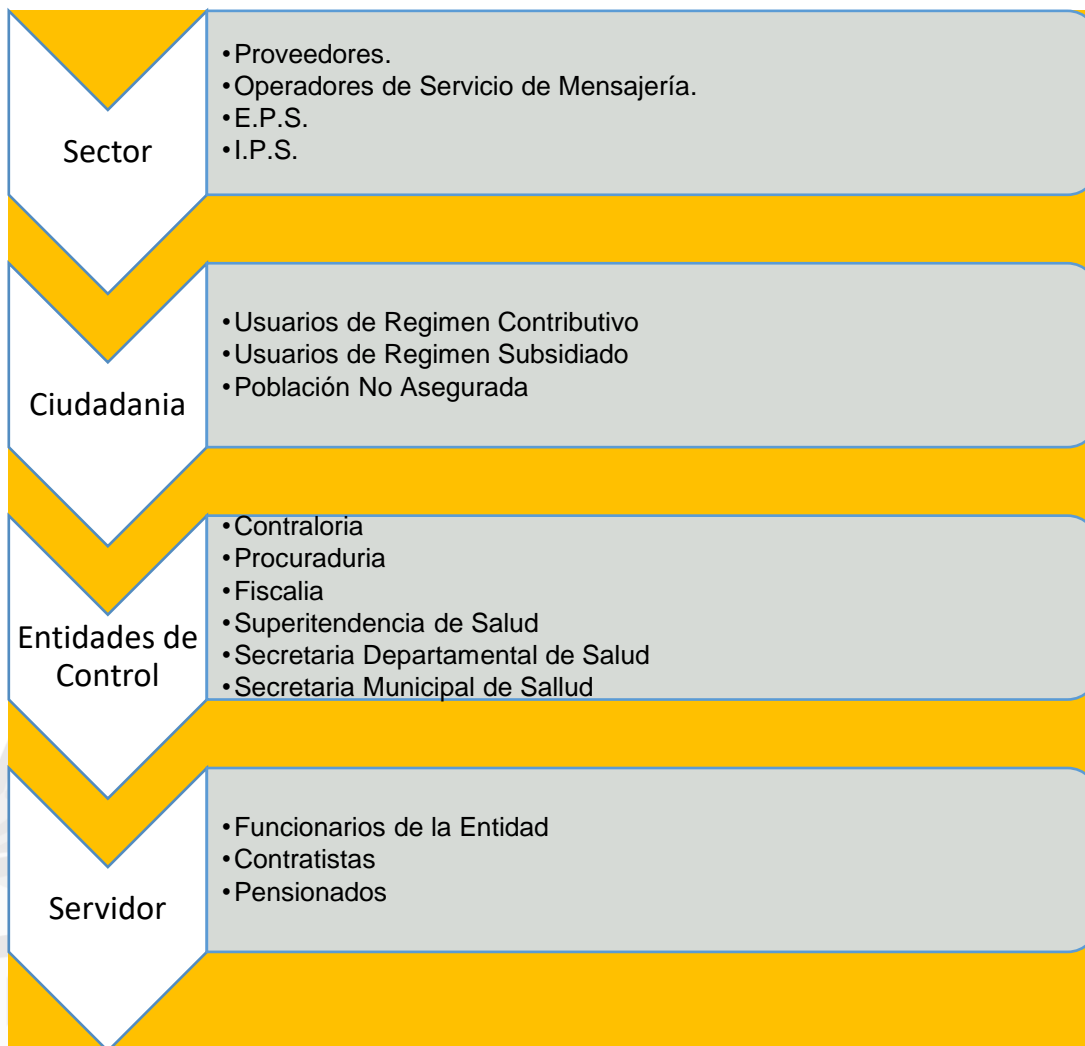 Sector
•Proveedores.
•Operadores de Servicio de Mensajería.
•E.P.S.
•I.P.S.
Ciudadania
•Usuarios de Regimen Contributivo
•Usuarios de Regimen Subsidiado
•Población No Asegurada
Entidades de
Control
•Contraloria
•Procuraduria
•Fiscalia
•Superitendencia de Salud
•Secretaria Departamental de Salud
•Secretaria Municipal de Sallud
Servidor
•Funcionarios de la Entidad
•Contratistas
•Pensionados